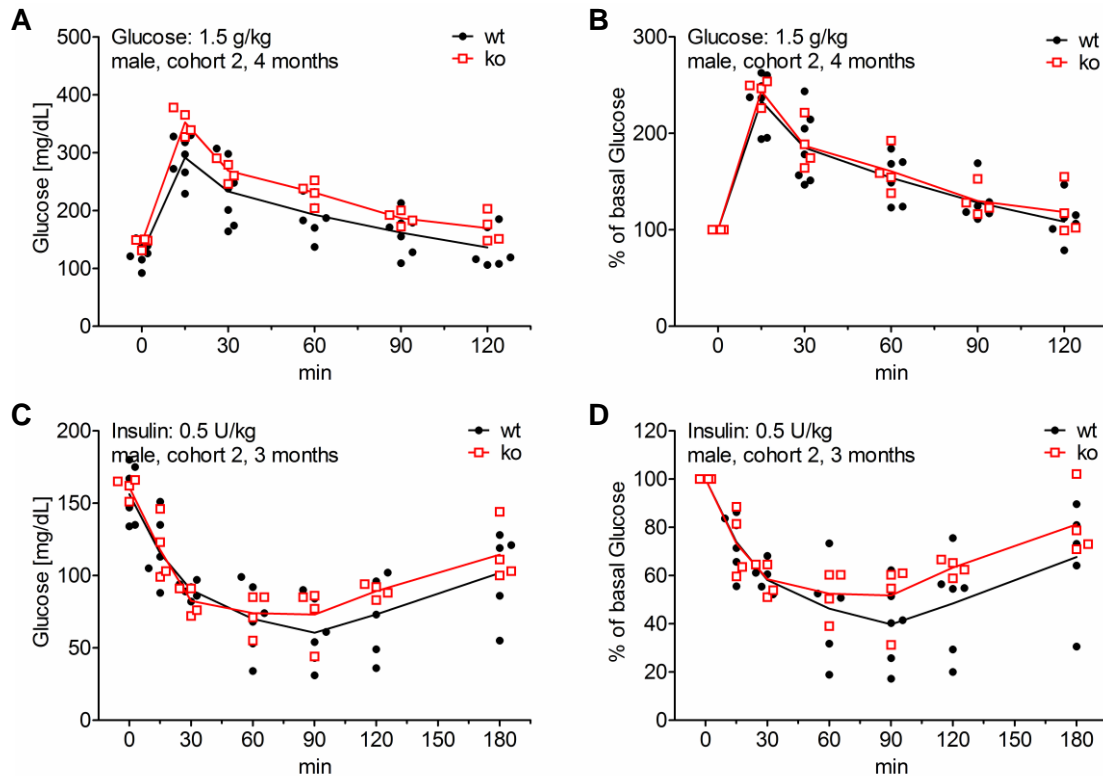 A
Glucose: 1.5 g/kg
male, cohort 2, 4 months
wt
ko
Glucose [mg/dL]
500
400
300
200
100
0
0 30 60 90 120
min
B
Glucose: 1.5 g/kg
male, cohort 2, 4 months
wt
ko
% of basal Glucose
300
200
100
0
0 30 60 90 120
min
C
Insulin: 0.5 U/kg
male, cohort 2, 3 months
wt
ko
Glucose [mg/dL]
200
150
100
50
0
0 30 60 90 120 150 180
min
D
Insulin: 0.5 U/kg
male, cohort 2, 3 months
wt
ko
% of basal Glucose
120
100
80
60
40
20
0
0 30 60 90 120 150 180
min